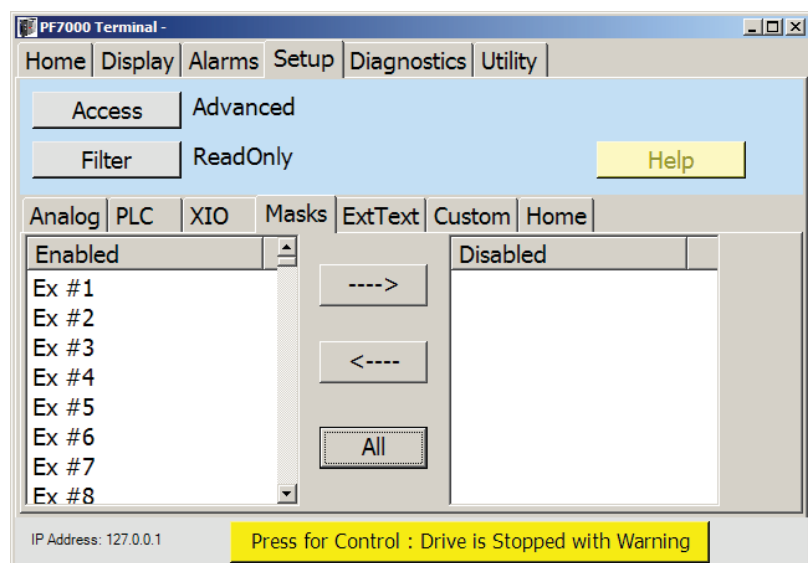 PF7000 Terminal -
Home Display Alarms Setup Diagnostics Utility
Access Advanced
Filter ReadOnly Help
Analog PLC XIO Masks ExtText Custom Home
Enabled Disabled
Ex #1
---->
Ex #2
Ex #3
<----
Ex #4
Ex #5
Ex #6
All
Ex #7
Ex #8
IP Address: 127.0.0.1 Press for Control : Drive is Stopped with Warning